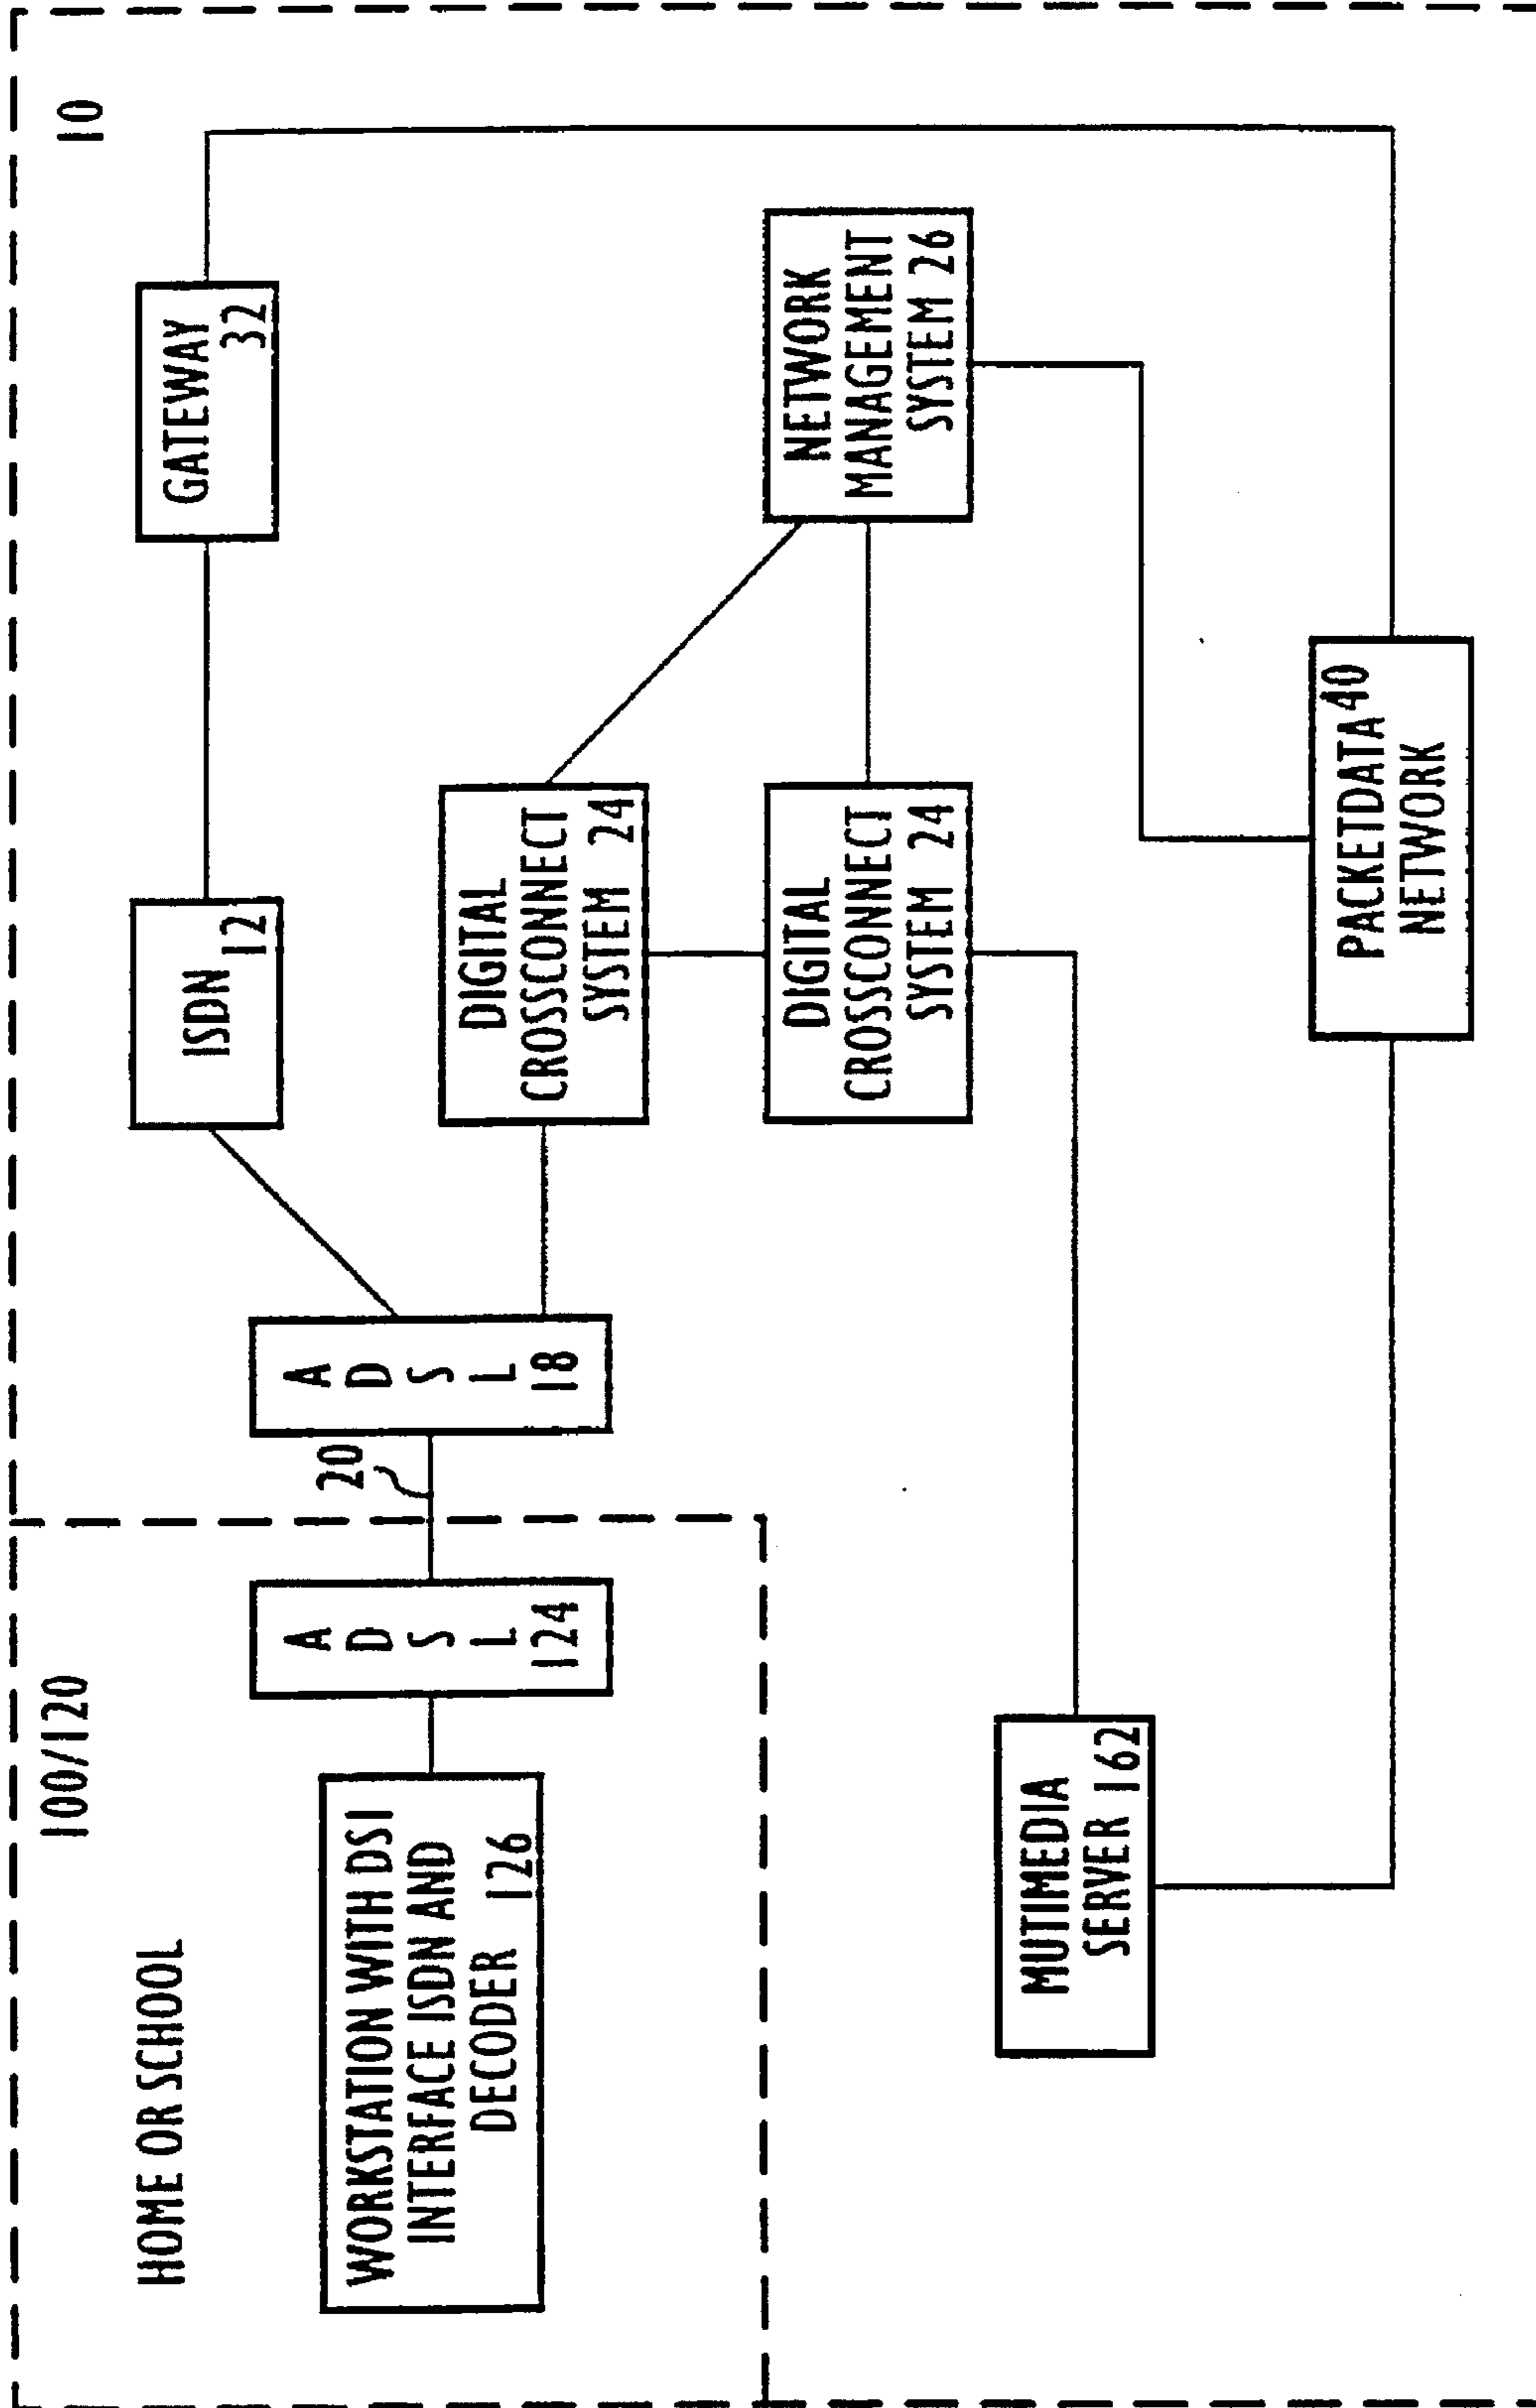 10
100/120
HOME OR SCHOOL
WORKSTATION WITH DS1
INTERFACE ISDN AND
DECODER 126
A
D
S
L
124
20
A
D
S
L
18
ISDN
12
GATEWAY
32
DIGITAL
CROSSCONNECT
SYSTEM 24
DIGITAL
CROSSCONNECT
SYSTEM 24
NETWORK
MANAGEMENT
SYSTEM 26
MUTIMEDIA
SERVER 162
PACKETDATA 40
NETWORK